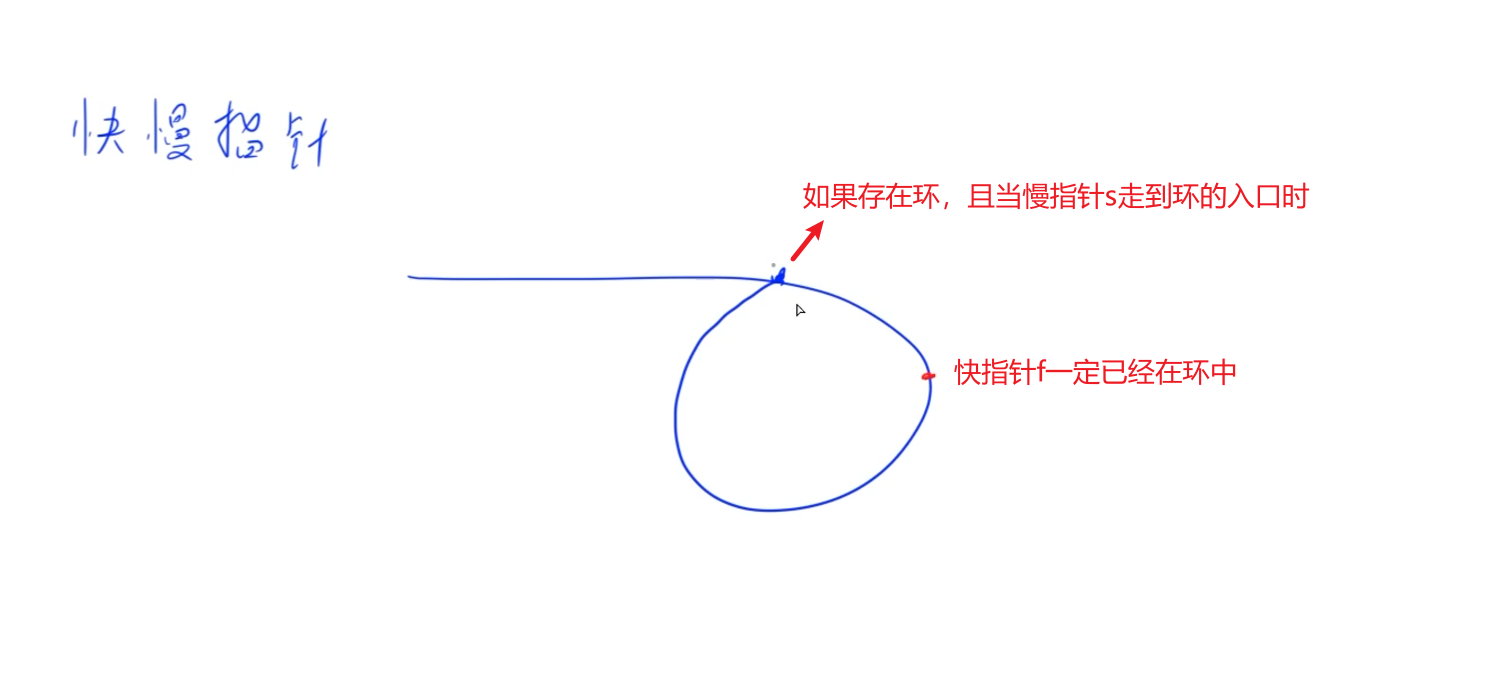 快慢指针
如果存在环，且当慢指针s走到环的入口时
快指针f一定已经在环中